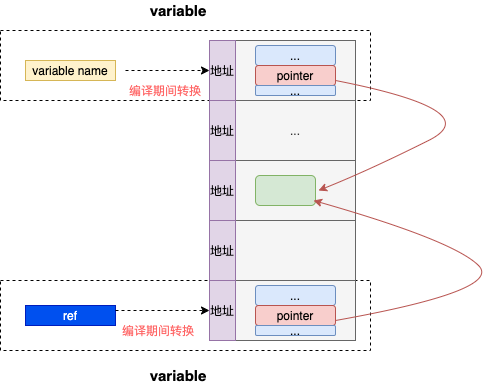 variable
...
variable name
地址
pointer
编译期间转换
...
地址
...
地址
地址
...
ref
地址
pointer
编译期间转换
...
variable